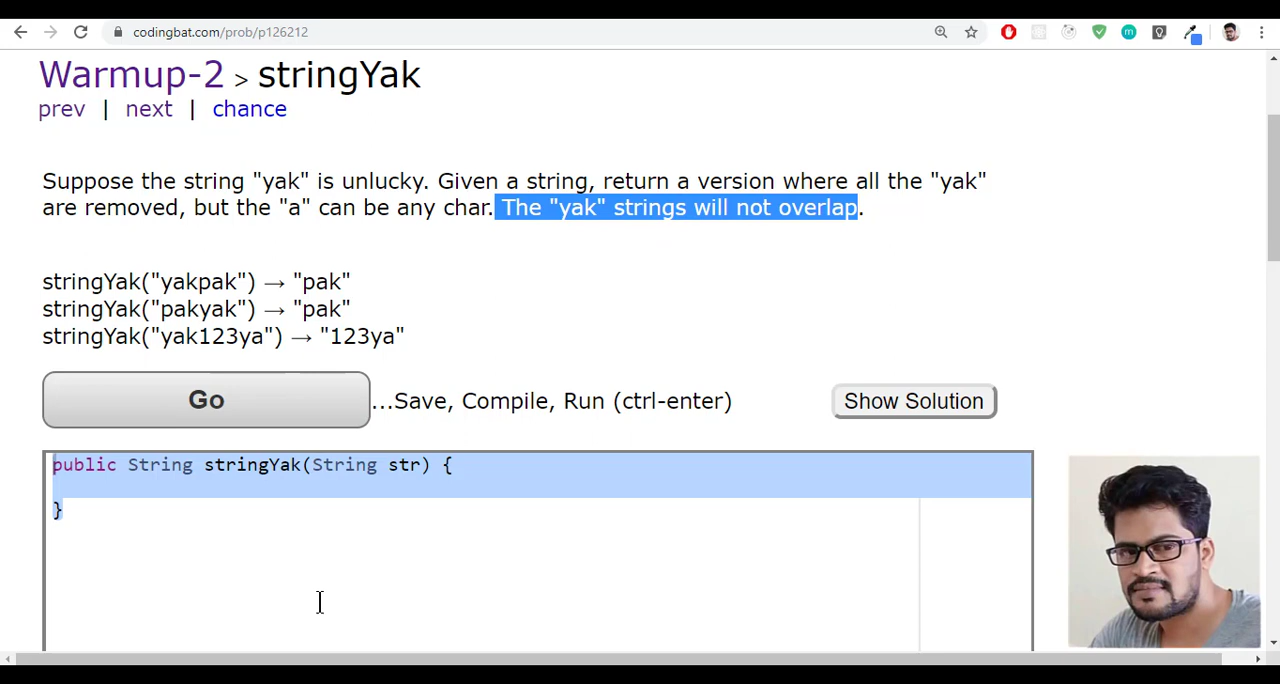 codingbat.com/prob/p126212
Warmup-2 > stringYak
prev | next | chance
Suppose the string "yak" is unlucky. Given a string, return a version where all the "yak"
are removed, but the "a" can be any char. The "yak" strings will not overlap.
stringYak("yakpak") → "pak"
stringYak("pakyak") → "pak"
stringYak("yak123ya") → "123ya"
Go ...Save, Compile, Run (ctrl-enter) Show Solution
public String stringYak(String str) {
}